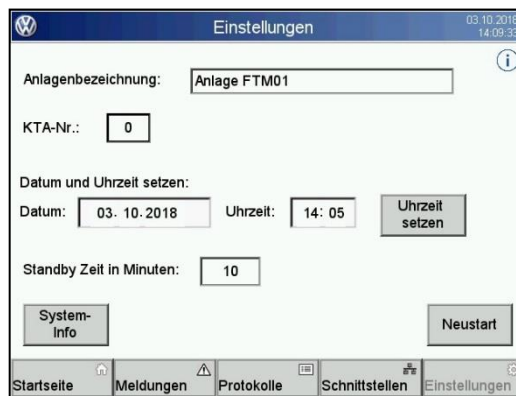 Einstellungen
03.10.2018
14:09:33
Anlagenbezeichnung: Anlage FTM01
KTA-Nr.: 0
Datum und Uhrzeit setzen:
Datum: 03. 10. 2018 Uhrzeit: 14: 05 Uhrzeit setzen
Standby Zeit in Minuten: 10
System-
Info
Neustart
Startseite Meldungen Protokolle Schnittstellen Einstellungen